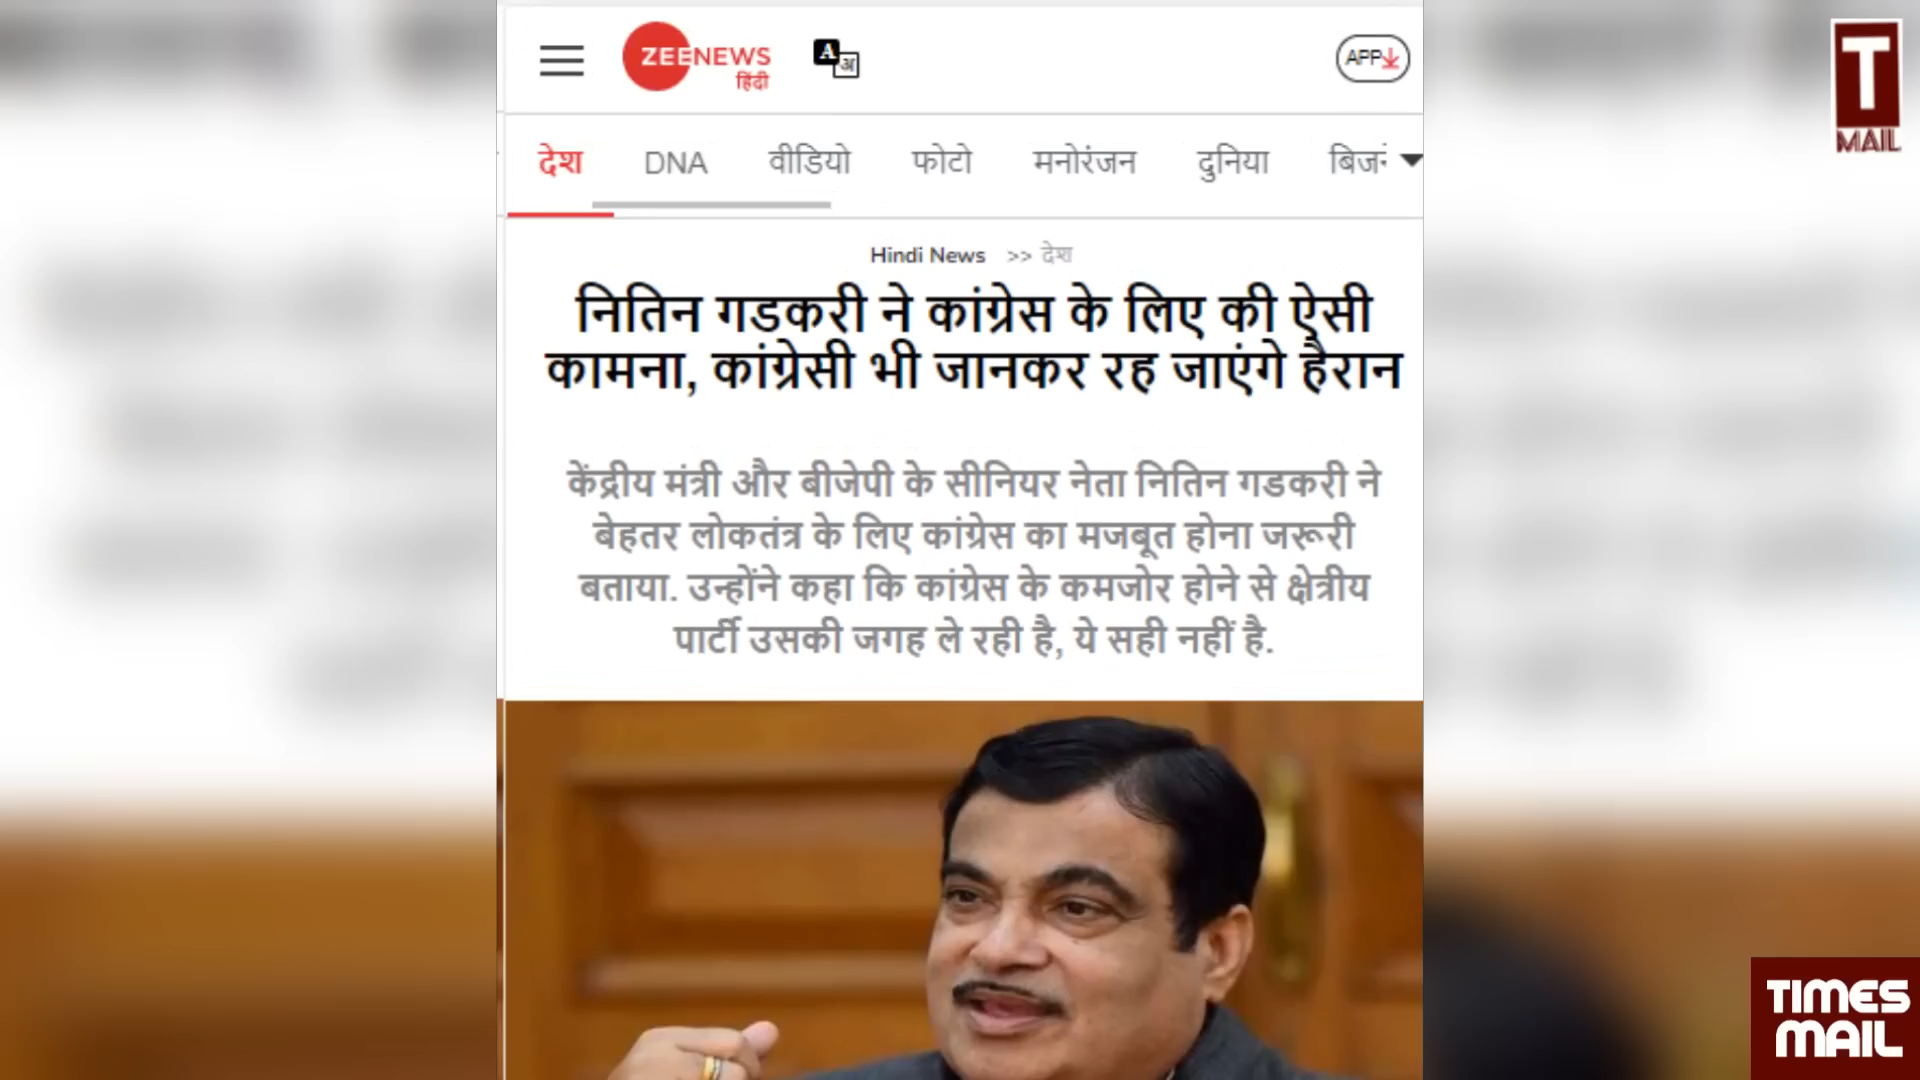 ZEENEWS
हिंदी
A अ
APP
T
MAIL
देश DNA वीडियो फोटो मनोरंजन दुनिया
Hindi News >> देश
नितिन गडकरी ने कांग्रेस के लिए की ऐसी
कामना, कांग्रेसी भी जानकर रह जाएंगे हैरान
केंद्रीय मंत्री और बीजेपी के सीनियर नेता नितिन गडकरी ने
बेहतर लोकतंत्र के लिए कांग्रेस का मजबूत होना जरूरी
बताया. उन्होंने कहा कि कांग्रेस के कमजोर होने से क्षेत्रीय
पार्टी उसकी जगह ले रही है, ये सही नहीं है.
TIMES
MAIL